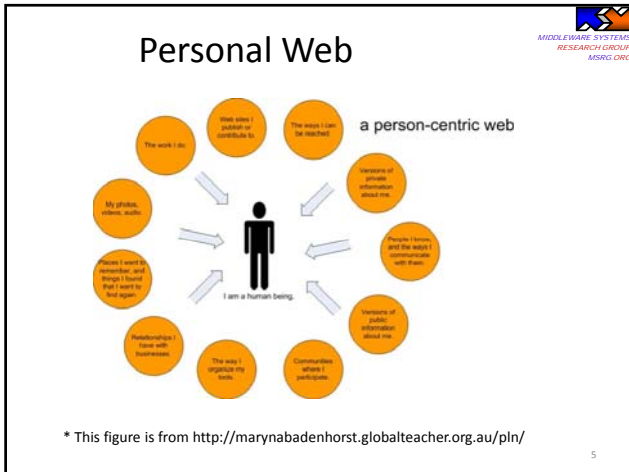 Personal Web
MIDDLEWARE SYSTEMS
RESEARCH GROUP
MSRG.ORG
a person-centric web
Web sites I
publish or
contribute to.
The ways I can
be reached
The work I do.
Versions of
private
information
about me.
My photos,
videos, audio.
People I know,
and the ways I
communicate
with them.
Places I want to
remember, and
things I found
that I want to
find again.
I am a human being.
Versions of
public
information
about me.
Relationships I
have with
businesses.
The way I
organize my
tools.
Communities
where I
participate.
* This figure is from http://marynabadenhorst.globalteacher.org.au/pln/
5